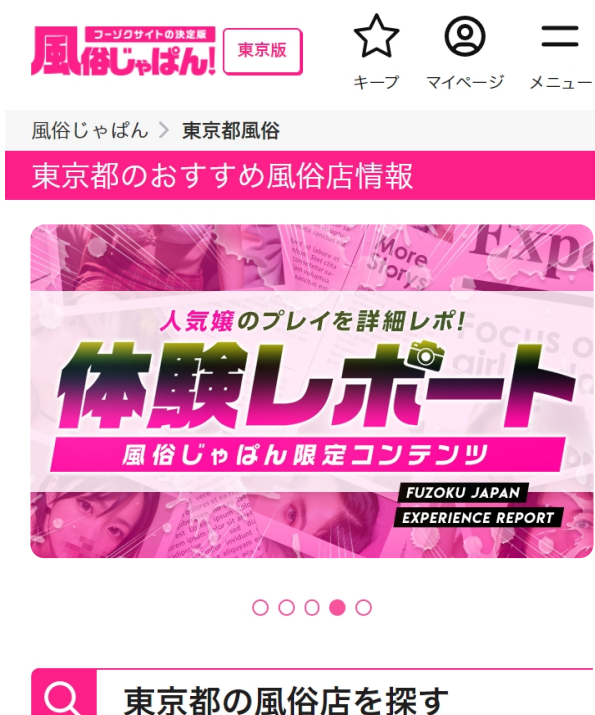 フーゾクサイトの決定版
風俗じゃぱん!
東京版
キープ
マイページ
メニュー
風俗じゃぱん > 東京都風俗
東京都のおすすめ風俗店情報
More
Storys
Expe
人気嬢のプレイを詳細レポ!
Focus o
体験レポート
風俗じゃぱん限定コンテンツ
FUZOKU JAPAN
EXPERIENCE REPORT
東京都の風俗店を探す